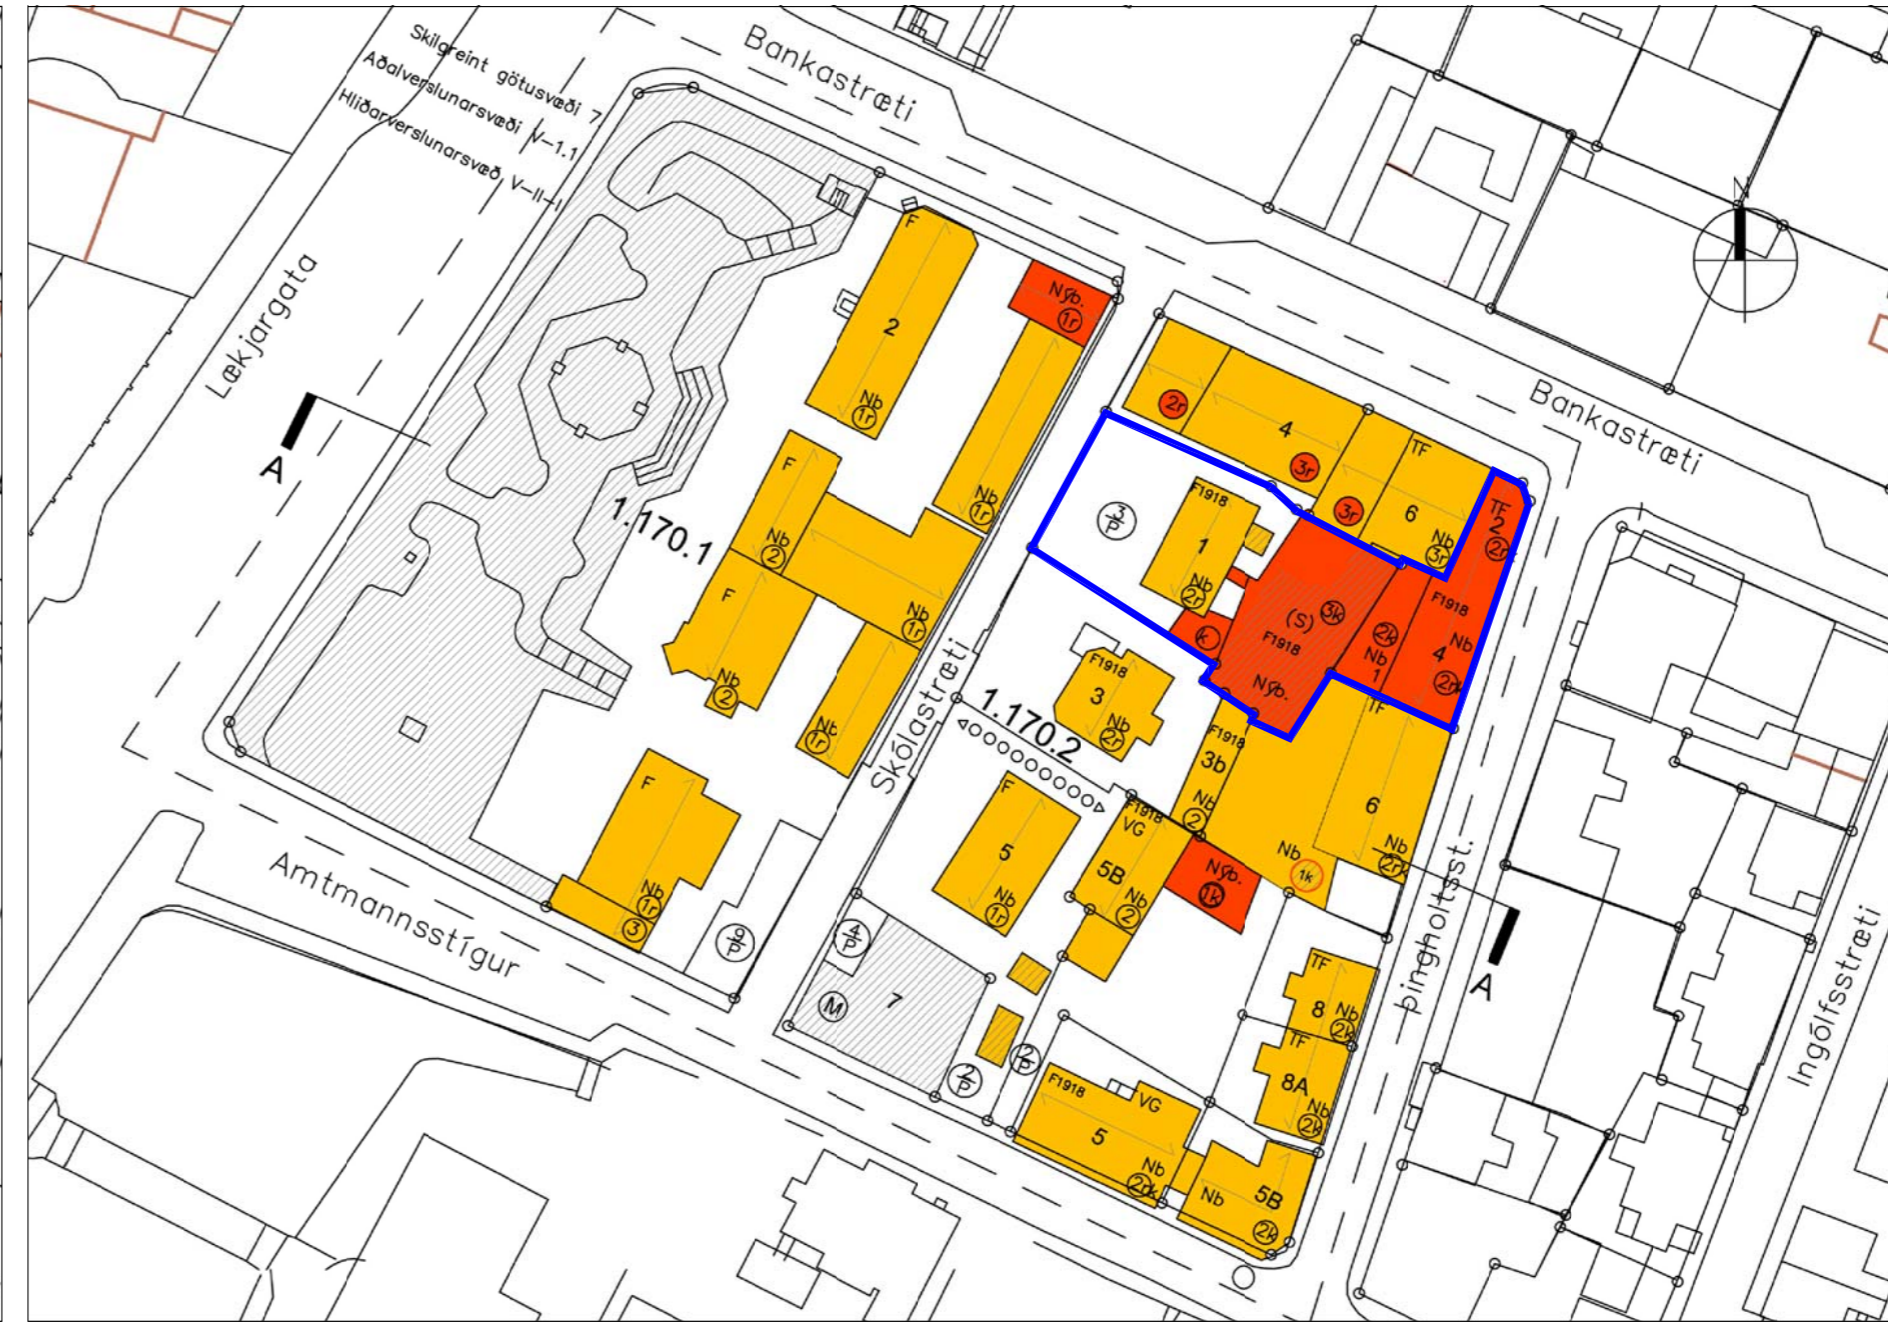 Skilgreint götusvæði 7
Aðalverslunarsvæði V-1.1
Hliðarverslunarsvæð V-II-I
Bankastræti
Lækjargata
A
N
F
2
Nb
1r
Nýb.
1r
Nb
1r
F
Nb
2
Nb
1r
F
Nb
2
Nb
1r
1.170.1
F
Nb
1r
3
9/P
Amtmannsstígur
Skólastræti
Bankastræti
2r
4
3r
3r
TF
6
Nb
3r
TF
2
2r
F1918
Nb
4
2rk
3/P
F1918
1
Nb
2r
k
(S)
3k
F1918
Nýb.
2k
Nb
1
F1918
3
Nb
2r
1.170.2
F1918
3b
Nb
2
TF
6
Nb
2rk
Nb
1k
F
5
Nb
1r
F1918
VG
5B
Nb
2
Nýb.
1k
4/P
M
7
2/P
2/P
TF
8
Nb
2k
TF
8A
Nb
2k
F1918
VG
5
Nb
2rk
Nb
5B
2k
Þingholtsst.
A
Ingólfsstræti